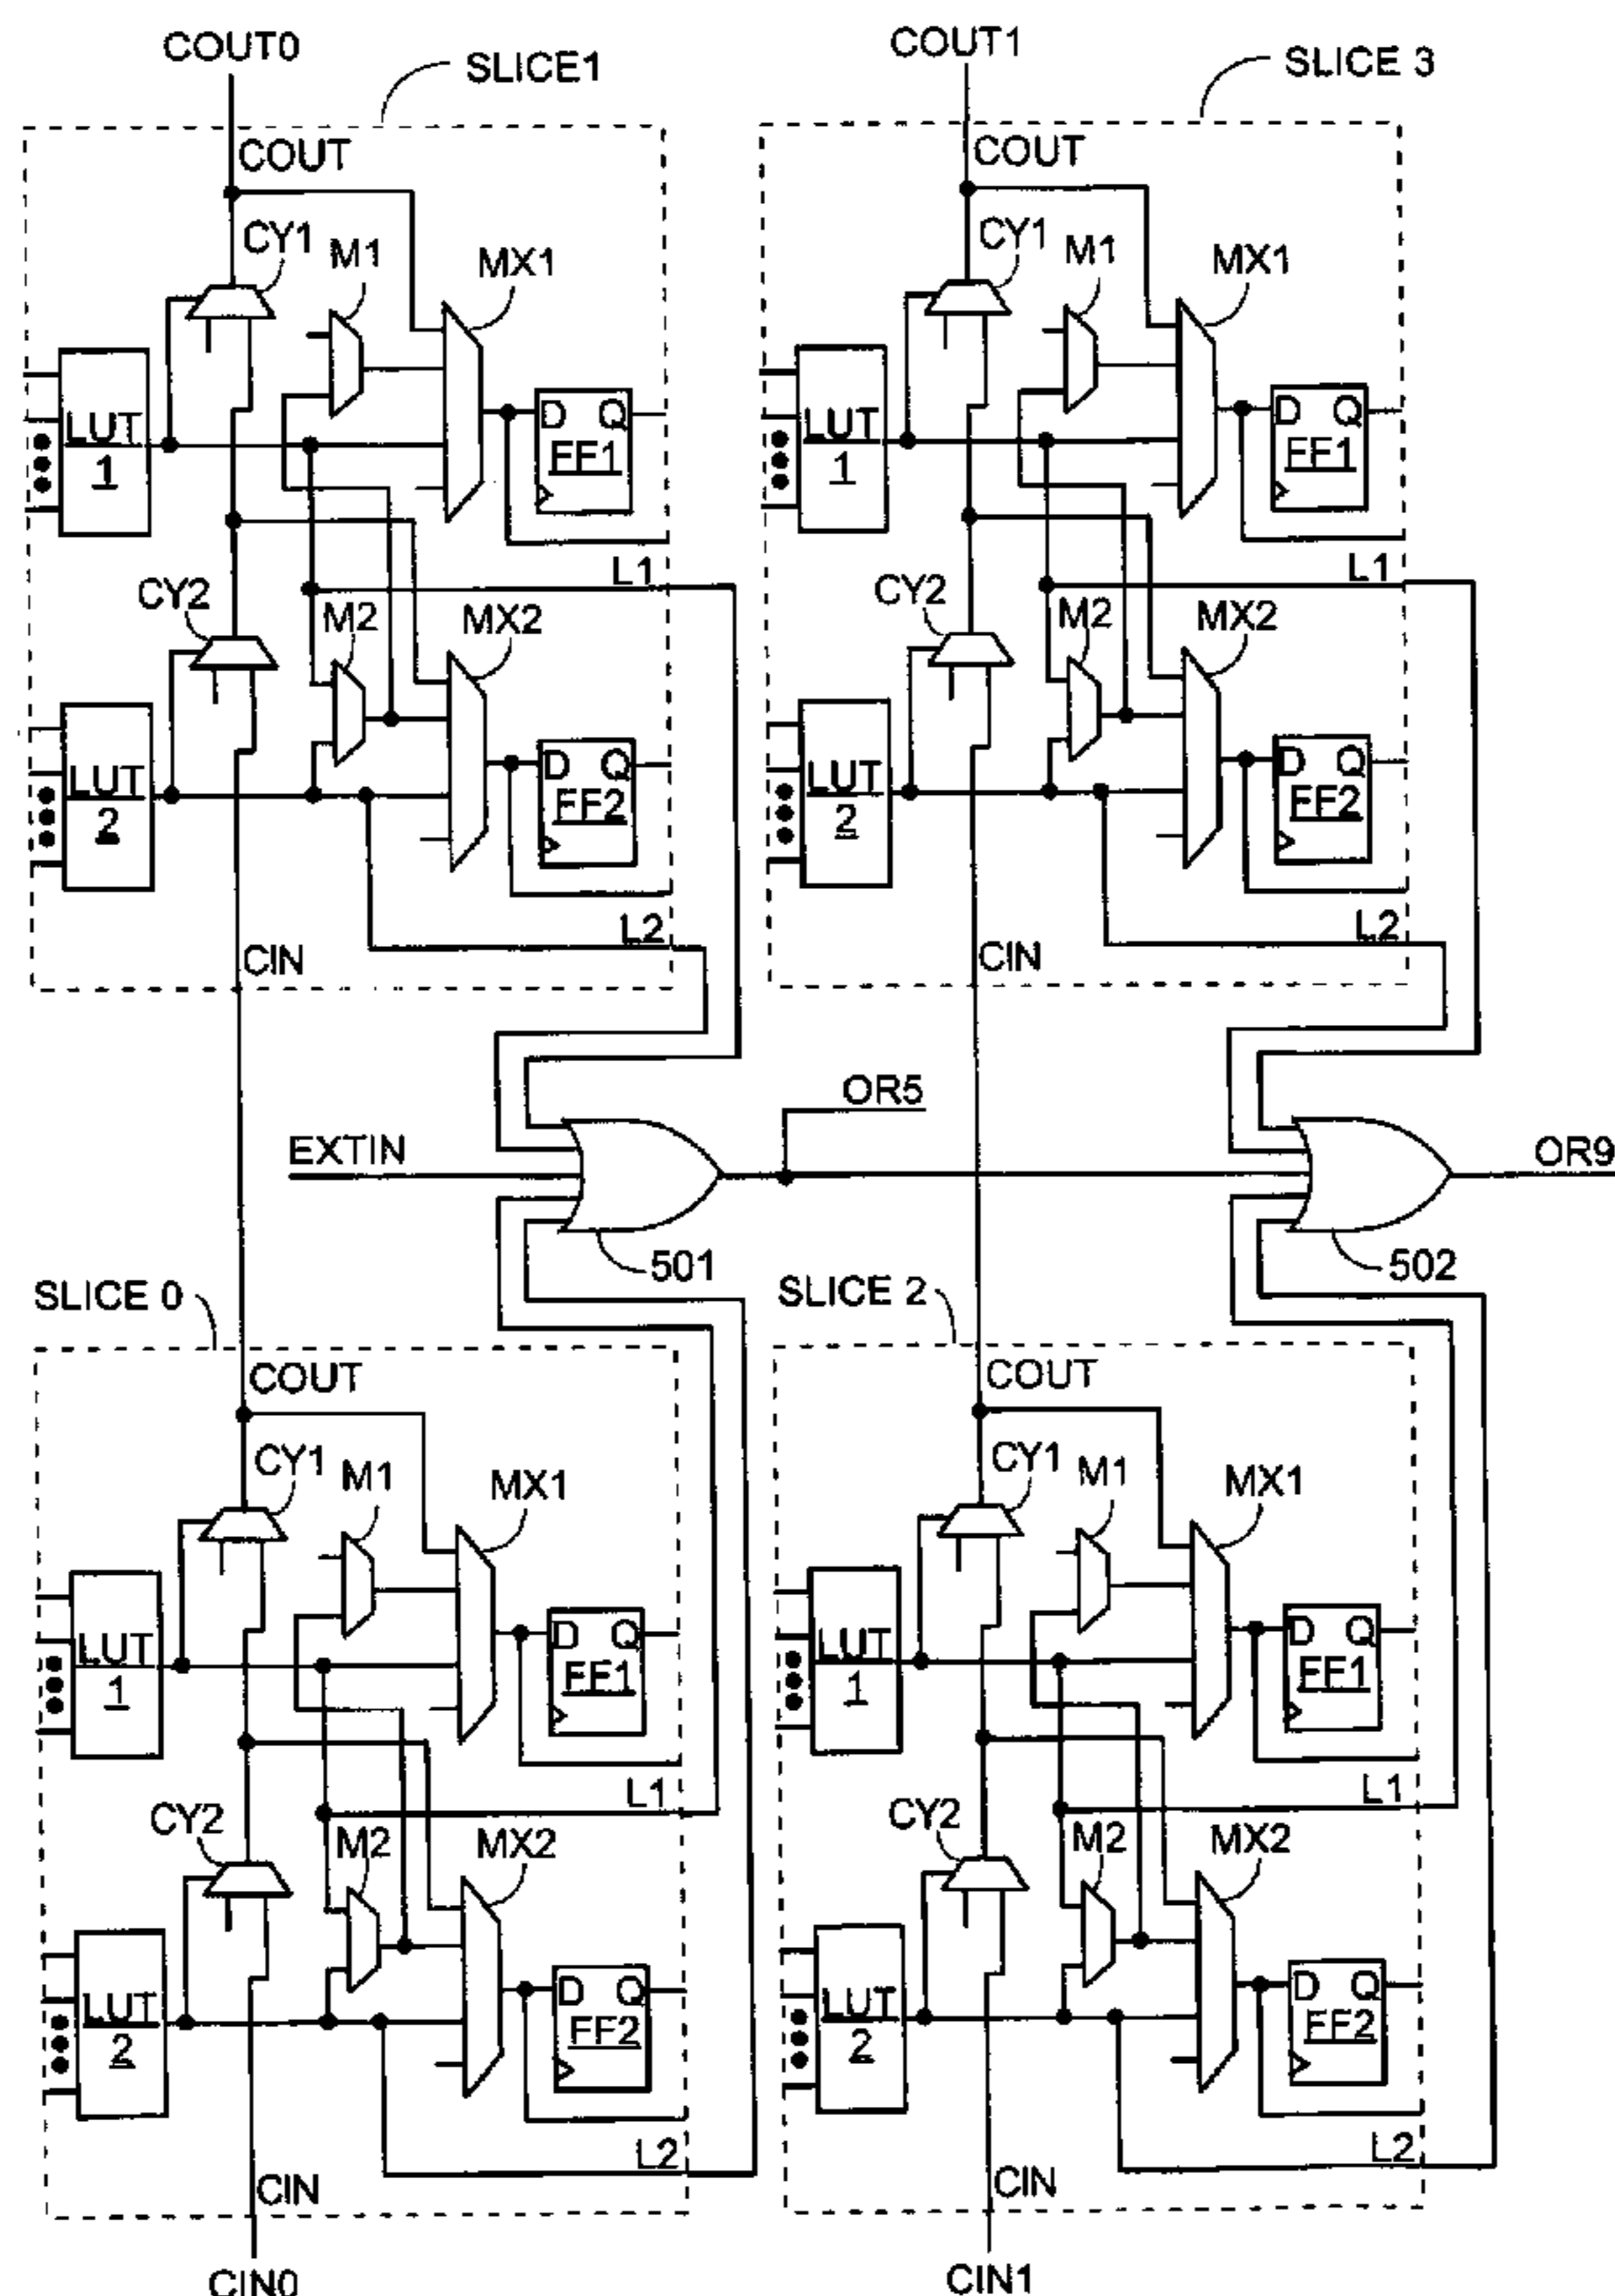 COUT0
SLICE1
COUT
CY1
M1
MX1
LUT
1
D Q
FF1
L1
CY2
M2
MX2
LUT
2
D Q
FF2
L2
CIN
COUT1
SLICE 3
COUT
CY1
M1
MX1
LUT
1
D Q
FF1
L1
CY2
M2
MX2
LUT
2
D Q
FF2
L2
CIN
EXTIN
OR5
OR9
501
502
SLICE 0
COUT
CY1
M1
MX1
LUT
1
D Q
FF1
L1
CY2
M2
MX2
LUT
2
D Q
FF2
L2
CIN
CIN0
SLICE 2
COUT
CY1
M1
MX1
LUT
1
D Q
FF1
L1
CY2
M2
MX2
LUT
2
D Q
FF2
L2
CIN
CIN1